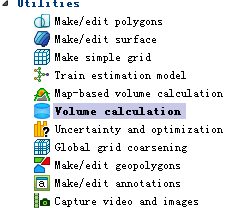 Utilities
Make/edit polygons
Make/edit surface
Make simple grid
Train estimation model
Map-based volume calculation
Volume calculation
Uncertainty and optimization
Global grid coarsening
Make/edit geopolygons
Make/edit annotations
Capture video and images